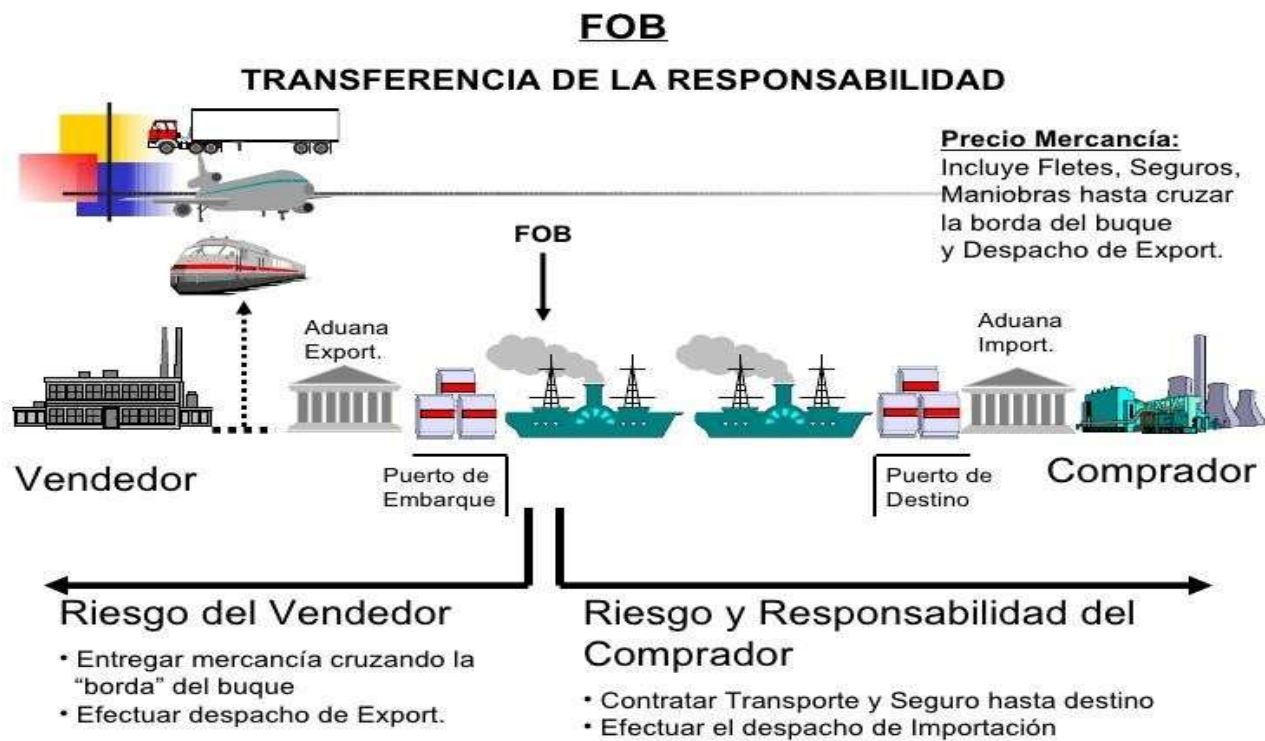 FOB
TRANSFERENCIA DE LA RESPONSABILIDAD
Precio Mercancía:
Incluye Fletes, Seguros,
Maniobras hasta cruzar
la borda del buque
y Despacho de Export.
FOB
Aduana
Export.
Aduana
Import.
Vendedor
Puerto de
Embarque
Puerto de
Destino
Comprador
Riesgo del Vendedor
• Entregar mercancía cruzando la
“borda” del buque
• Efectuar despacho de Export.
Riesgo y Responsabilidad del
Comprador
• Contratar Transporte y Seguro hasta destino
• Efectuar el despacho de Importación